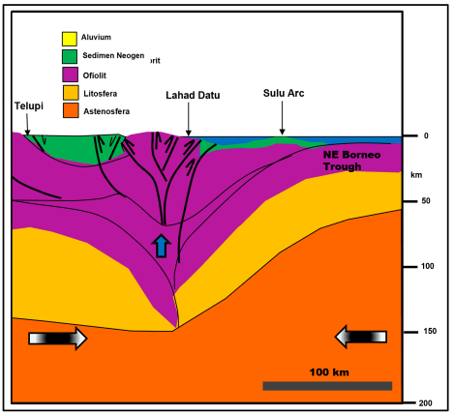 Aluvium
Sedimen Neogen
orit
Ofiolit
Litosfera
Astenosfera
Telupi
Lahad Datu
Sulu Arc
0
NE Borneo
Trough
km
50
100
150
100 km
200